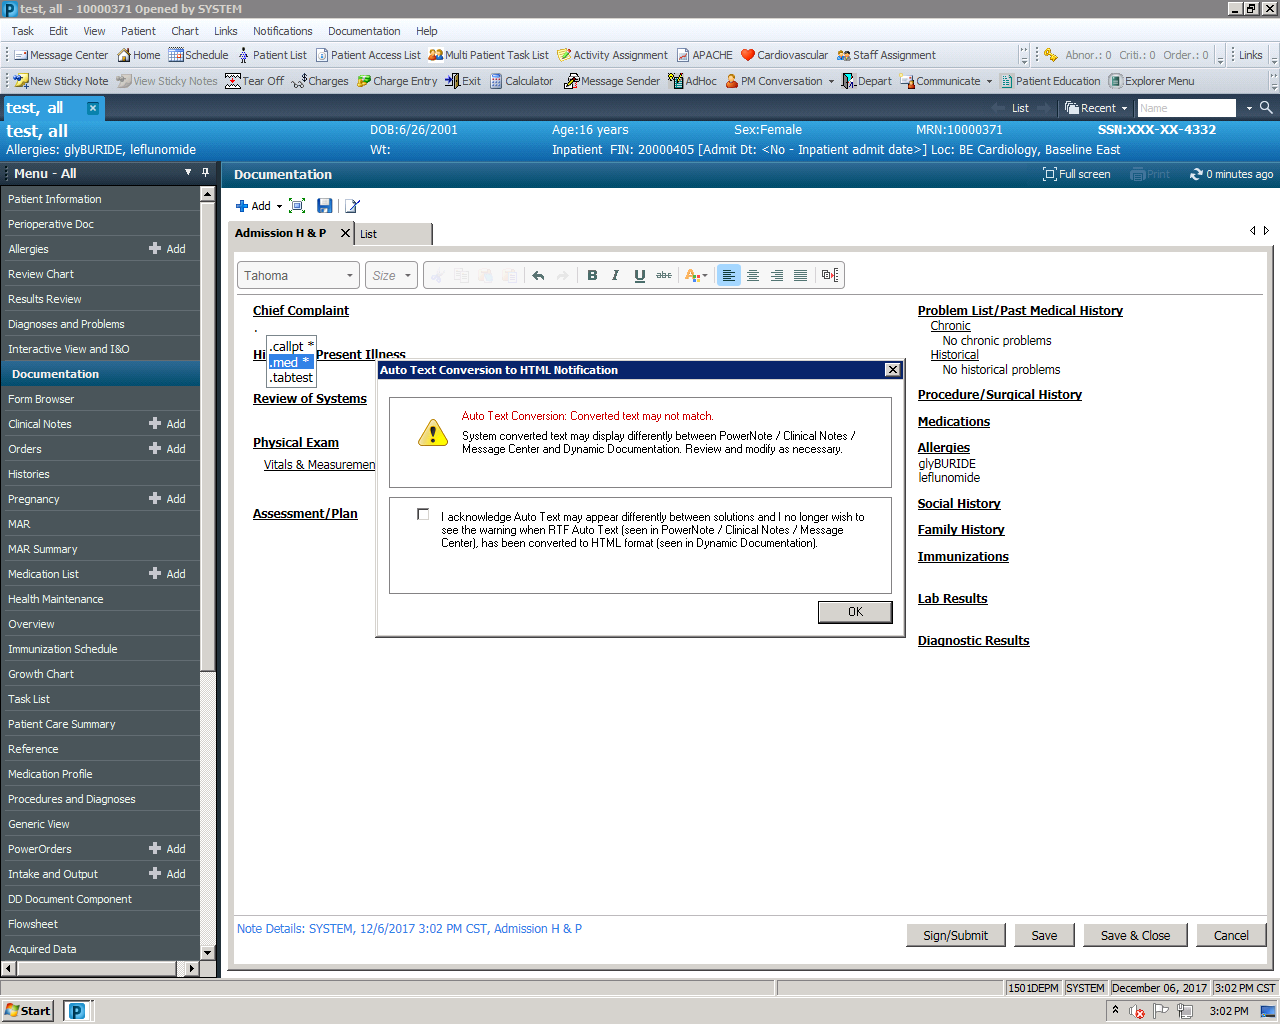 test, all - 10000371 Opened by SYSTEM
Task Edit View Patient Chart Links Notifications Documentation Help
Message Center Home Schedule Patient List Patient Access List Multi Patient Task List Activity Assignment APACHE Cardiovascular Staff Assignment Abnor.: 0 Criti.: 0 Order.: 0 Links
New Sticky Note View Sticky Notes Tear Off Charges Charge Entry Exit Calculator Message Sender AdHoc PM Conversation Depart Communicate Patient Education Explorer Menu
test, all List Recent Name
test, all DOB:6/26/2001 Age:16 years Sex:Female MRN:10000371 SSN:XXX-XX-4332
Allergies: glyBURIDE, leflunomide Wt: Inpatient FIN: 20000405 [Admit Dt: <No - Inpatient admit date>] Loc: BE Cardiology, Baseline East
Menu - All
Patient Information
Perioperative Doc
Allergies Add
Review Chart
Results Review
Diagnoses and Problems
Interactive View and I&O
Documentation
Form Browser
Clinical Notes Add
Orders Add
Histories
Pregnancy Add
MAR
MAR Summary
Medication List Add
Health Maintenance
Overview
Immunization Schedule
Growth Chart
Task List
Patient Care Summary
Reference
Medication Profile
Procedures and Diagnoses
Generic View
PowerOrders Add
Intake and Output Add
DD Document Component
Flowsheet
Acquired Data
Documentation Full screen Print 0 minutes ago
Add
Admission H & P List
Tahoma Size B I U abc A
Chief Complaint
.
.callpt *
.med *
.tabtest
Hi Present Illness
Review of Systems
Physical Exam
Vitals & Measuremen
Assessment/Plan
Auto Text Conversion to HTML Notification
Auto Text Conversion: Converted text may not match.
System converted text may display differently between PowerNote / Clinical Notes /
Message Center and Dynamic Documentation. Review and modify as necessary.
I acknowledge Auto Text may appear differently between solutions and I no longer wish to
see the warning when RTF Auto Text (seen in PowerNote / Clinical Notes / Message
Center), has been converted to HTML format (seen in Dynamic Documentation).
OK
Problem List/Past Medical History
Chronic
No chronic problems
Historical
No historical problems
Procedure/Surgical History
Medications
Allergies
glyBURIDE
leflunomide
Social History
Family History
Immunizations
Lab Results
Diagnostic Results
Note Details: SYSTEM, 12/6/2017 3:02 PM CST, Admission H & P
Sign/Submit Save Save & Close Cancel
1501DEPM SYSTEM December 06, 2017 3:02 PM CST
Start 3:02 PM